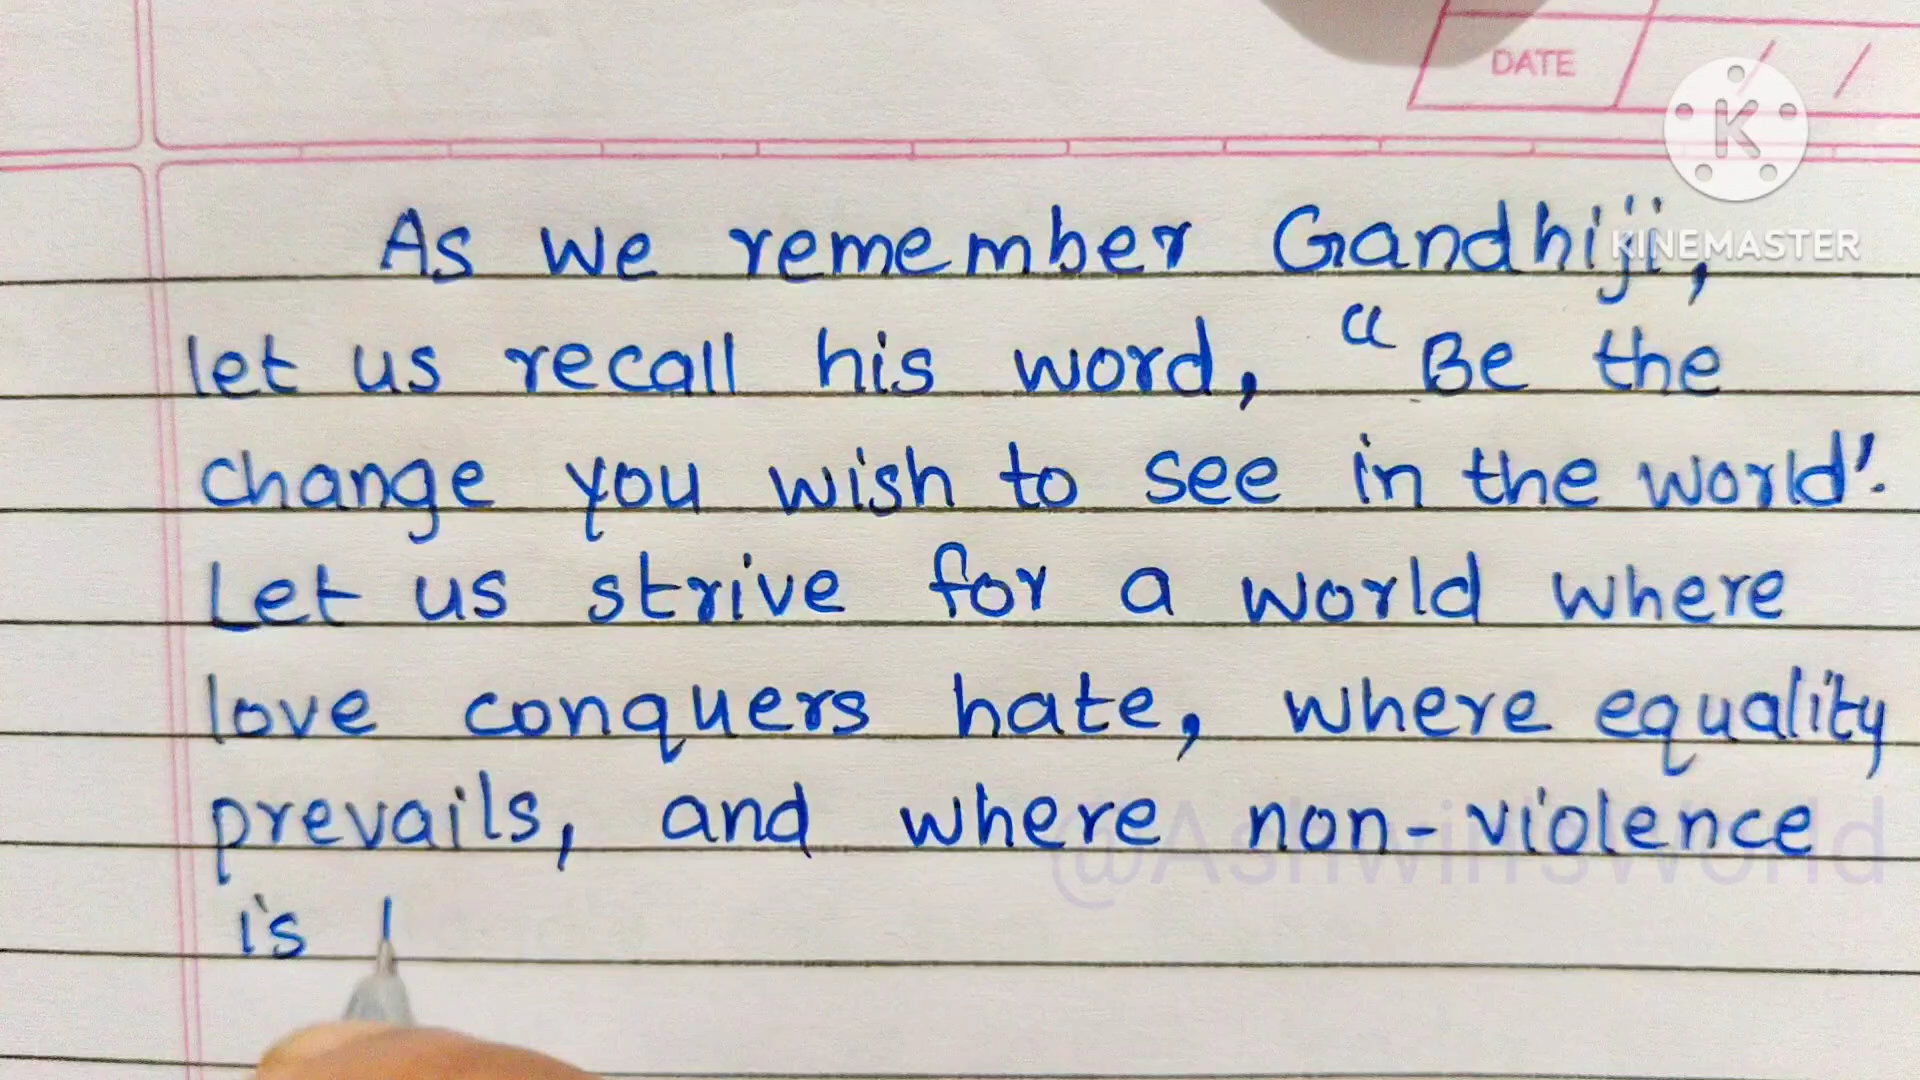 DATE / /
KINEMASTER
As we remember Gandhiji,
let us recall his word, "Be the
change you wish to see in the world".
Let us strive for a world where
love conquers hate, where equality
prevails, and where non-violence
@Ashwin'sWorld
is